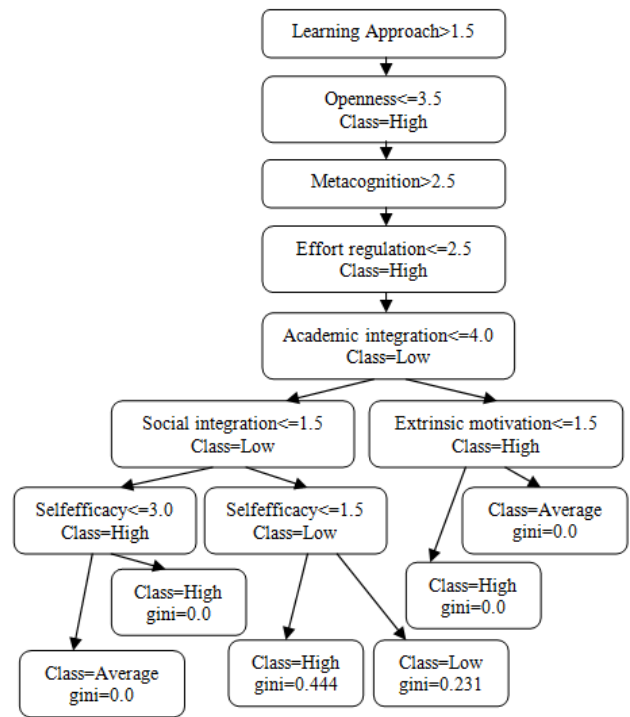 Learning Approach>1.5
Openness<=3.5
Class=High
Metacognition>2.5
Effort regulation<=2.5
Class=High
Academic integration<=4.0
Class=Low
Social integration<=1.5
Class=Low
Extrinsic motivation<=1.5
Class=High
Selfefficacy<=3.0
Class=High
Selfefficacy<=1.5
Class=Low
Class=Average
gini=0.0
Class=High
gini=0.0
Class=High
gini=0.0
Class=Average
gini=0.0
Class=High
gini=0.444
Class=Low
gini=0.231